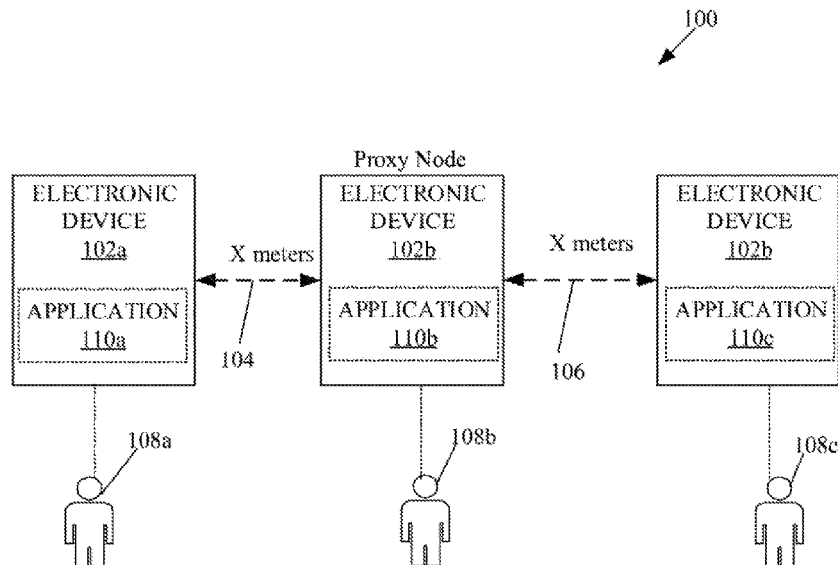 100
Proxy Node
ELECTRONIC
DEVICE
102a
APPLICATION
110a
X meters
104
ELECTRONIC
DEVICE
102b
APPLICATION
110b
X meters
106
ELECTRONIC
DEVICE
102b
APPLICATION
110c
108a
108b
108c